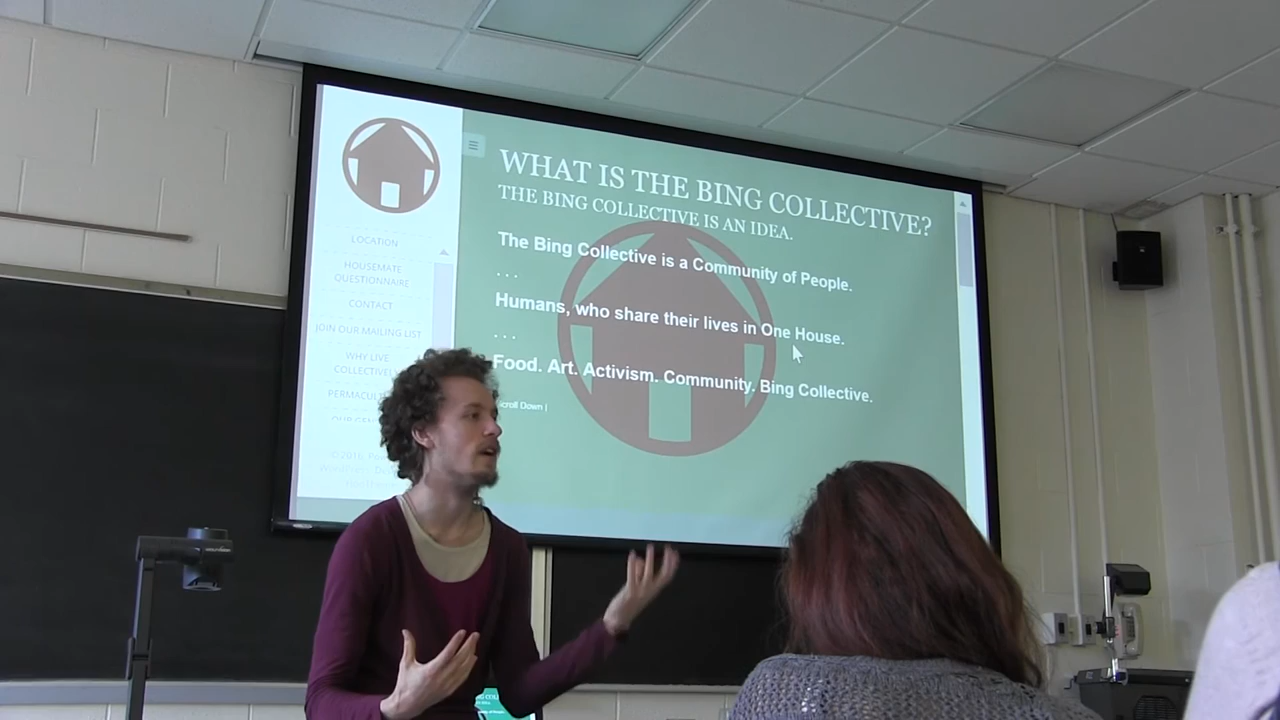 WHAT IS THE BING COLLECTIVE?
THE BING COLLECTIVE IS AN IDEA.
The Bing Collective is a Community of People.
...
Humans, who share their lives in One House.
...
Food. Art. Activism. Community. Bing Collective.
Scroll Down |
LOCATION
HOUSEMATE
QUESTIONNAIRE
CONTACT
JOIN OUR MAILING LIST
WHY LIVE
COLLECTIVELY